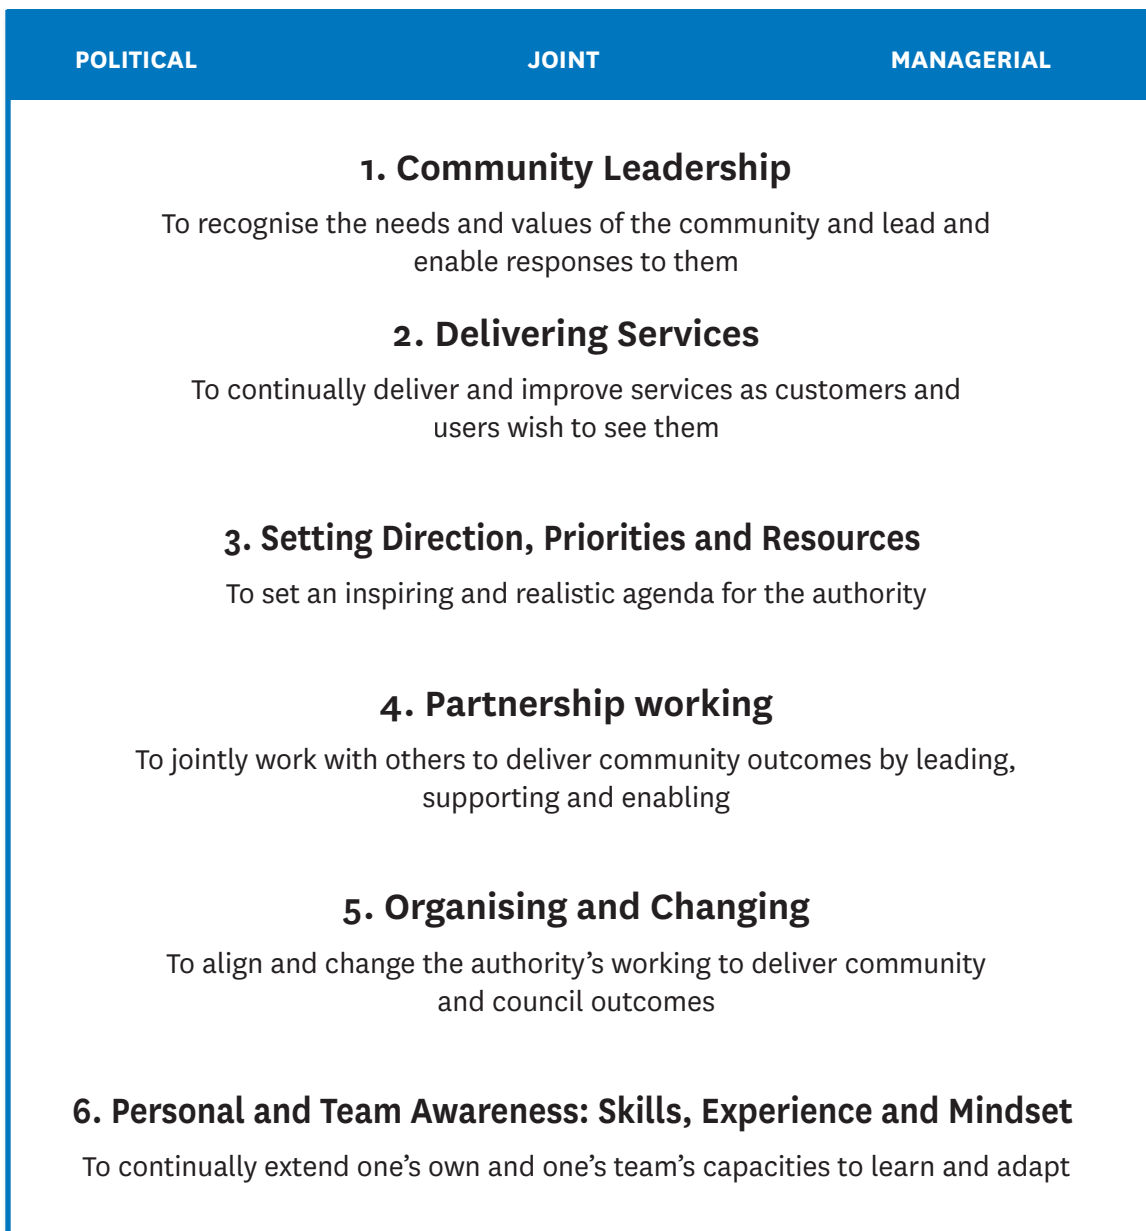 POLITICAL JOINT MANAGERIAL
1. Community Leadership
To recognise the needs and values of the community and lead and
enable responses to them
2. Delivering Services
To continually deliver and improve services as customers and
users wish to see them
3. Setting Direction, Priorities and Resources
To set an inspiring and realistic agenda for the authority
4. Partnership working
To jointly work with others to deliver community outcomes by leading,
supporting and enabling
5. Organising and Changing
To align and change the authority’s working to deliver community
and council outcomes
6. Personal and Team Awareness: Skills, Experience and Mindset
To continually extend one’s own and one’s team’s capacities to learn and adapt